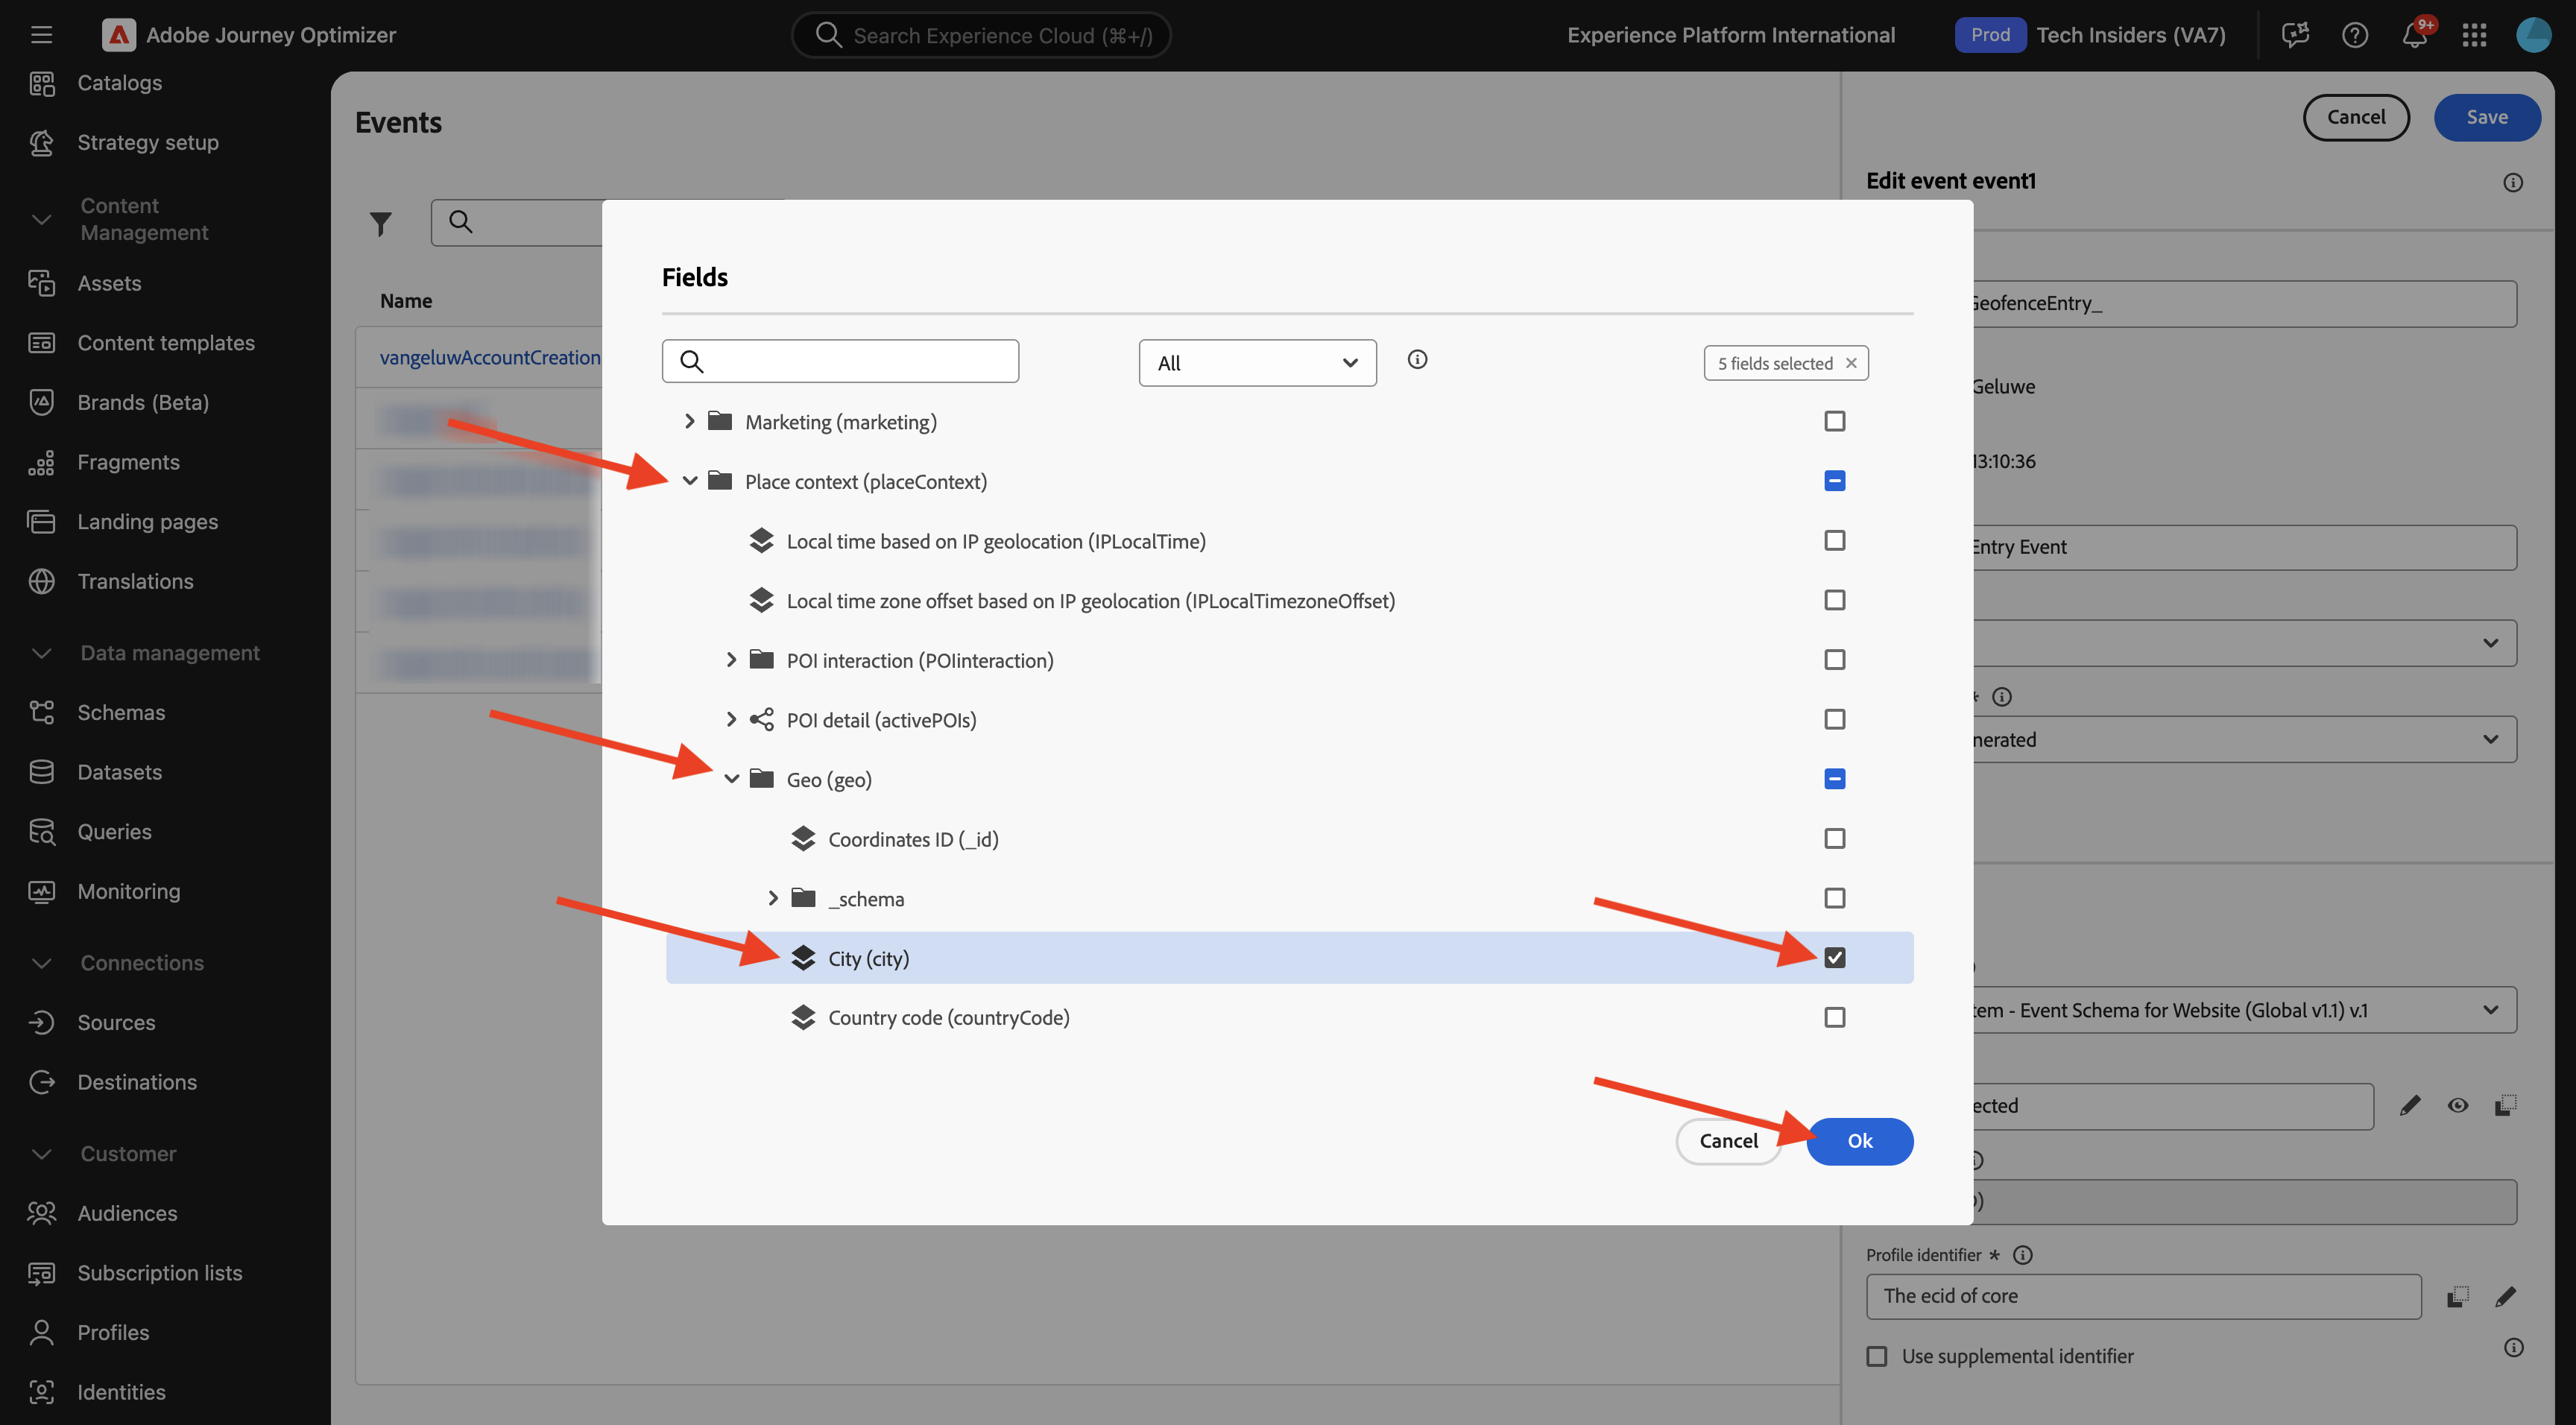 Adobe Journey Optimizer
Search Experience Cloud (⌘+/)
Experience Platform International
Prod
Tech Insiders (VA7)
9+
Catalogs
Strategy setup
Content
Management
Assets
Content templates
Brands (Beta)
Fragments
Landing pages
Translations
Data management
Schemas
Datasets
Queries
Monitoring
Connections
Sources
Destinations
Customer
Audiences
Subscription lists
Profiles
Identities
Events
Name
vangeluwAccountCreation
Fields
All
5 fields selected
Marketing (marketing)
Place context (placeContext)
Local time based on IP geolocation (IPLocalTime)
Local time zone offset based on IP geolocation (IPLocalTimezoneOffset)
POI interaction (POIinteraction)
POI detail (activePOIs)
Geo (geo)
Coordinates ID (_id)
_schema
City (city)
Country code (countryCode)
Cancel
Ok
Cancel
Save
Edit event event1
GeofenceEntry_
Geluwe
13:10:36
Entry Event
* 
nerated
tem - Event Schema for Website (Global v1.1) v.1
ected
Profile identifier *
The ecid of core
Use supplemental identifier